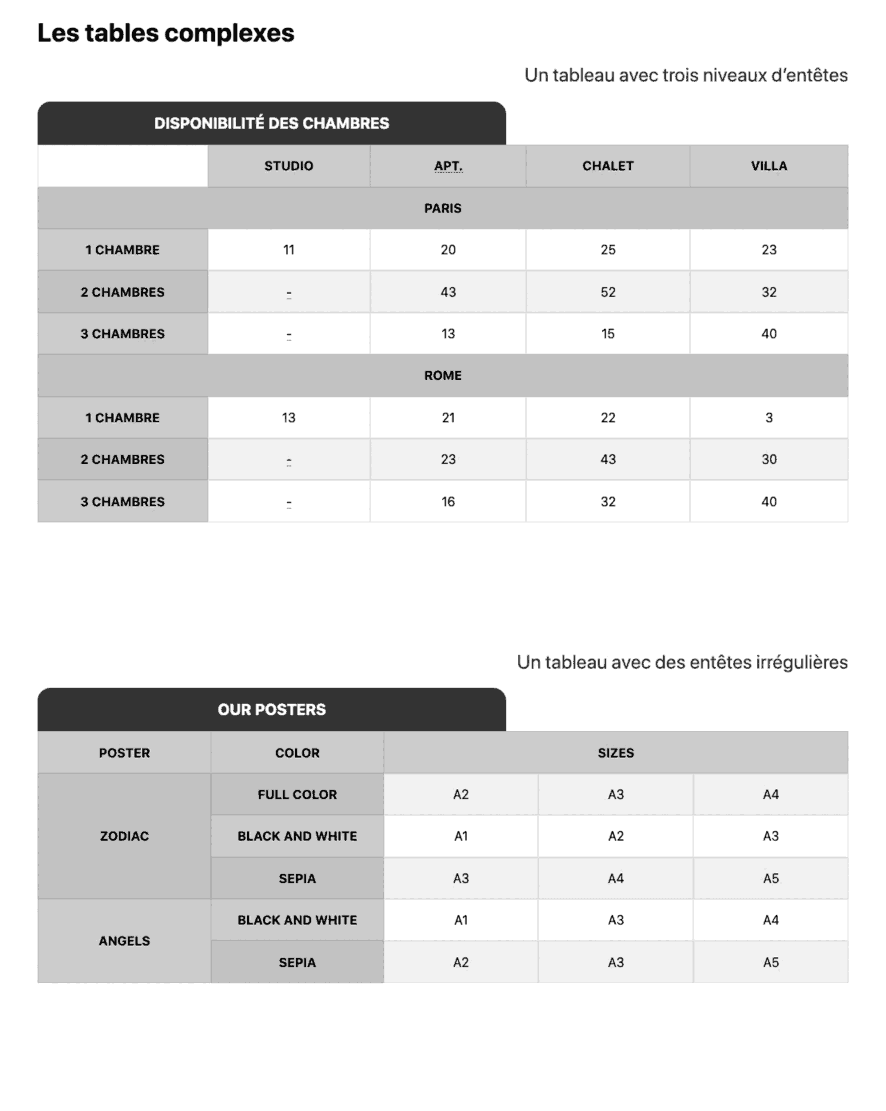 Les tables complexes
Un tableau avec trois niveaux d’entêtes
DISPONIBILITÉ DES CHAMBRES
STUDIO APT. CHALET VILLA
PARIS
1 CHAMBRE 11 20 25 23
2 CHAMBRES - 43 52 32
3 CHAMBRES - 13 15 40
ROME
1 CHAMBRE 13 21 22 3
2 CHAMBRES - 23 43 30
3 CHAMBRES - 16 32 40
Un tableau avec des entêtes irrégulières
OUR POSTERS
POSTER COLOR SIZES
ZODIAC
FULL COLOR A2 A3 A4
BLACK AND WHITE A1 A2 A3
SEPIA A3 A4 A5
ANGELS
BLACK AND WHITE A1 A3 A4
SEPIA A2 A3 A5